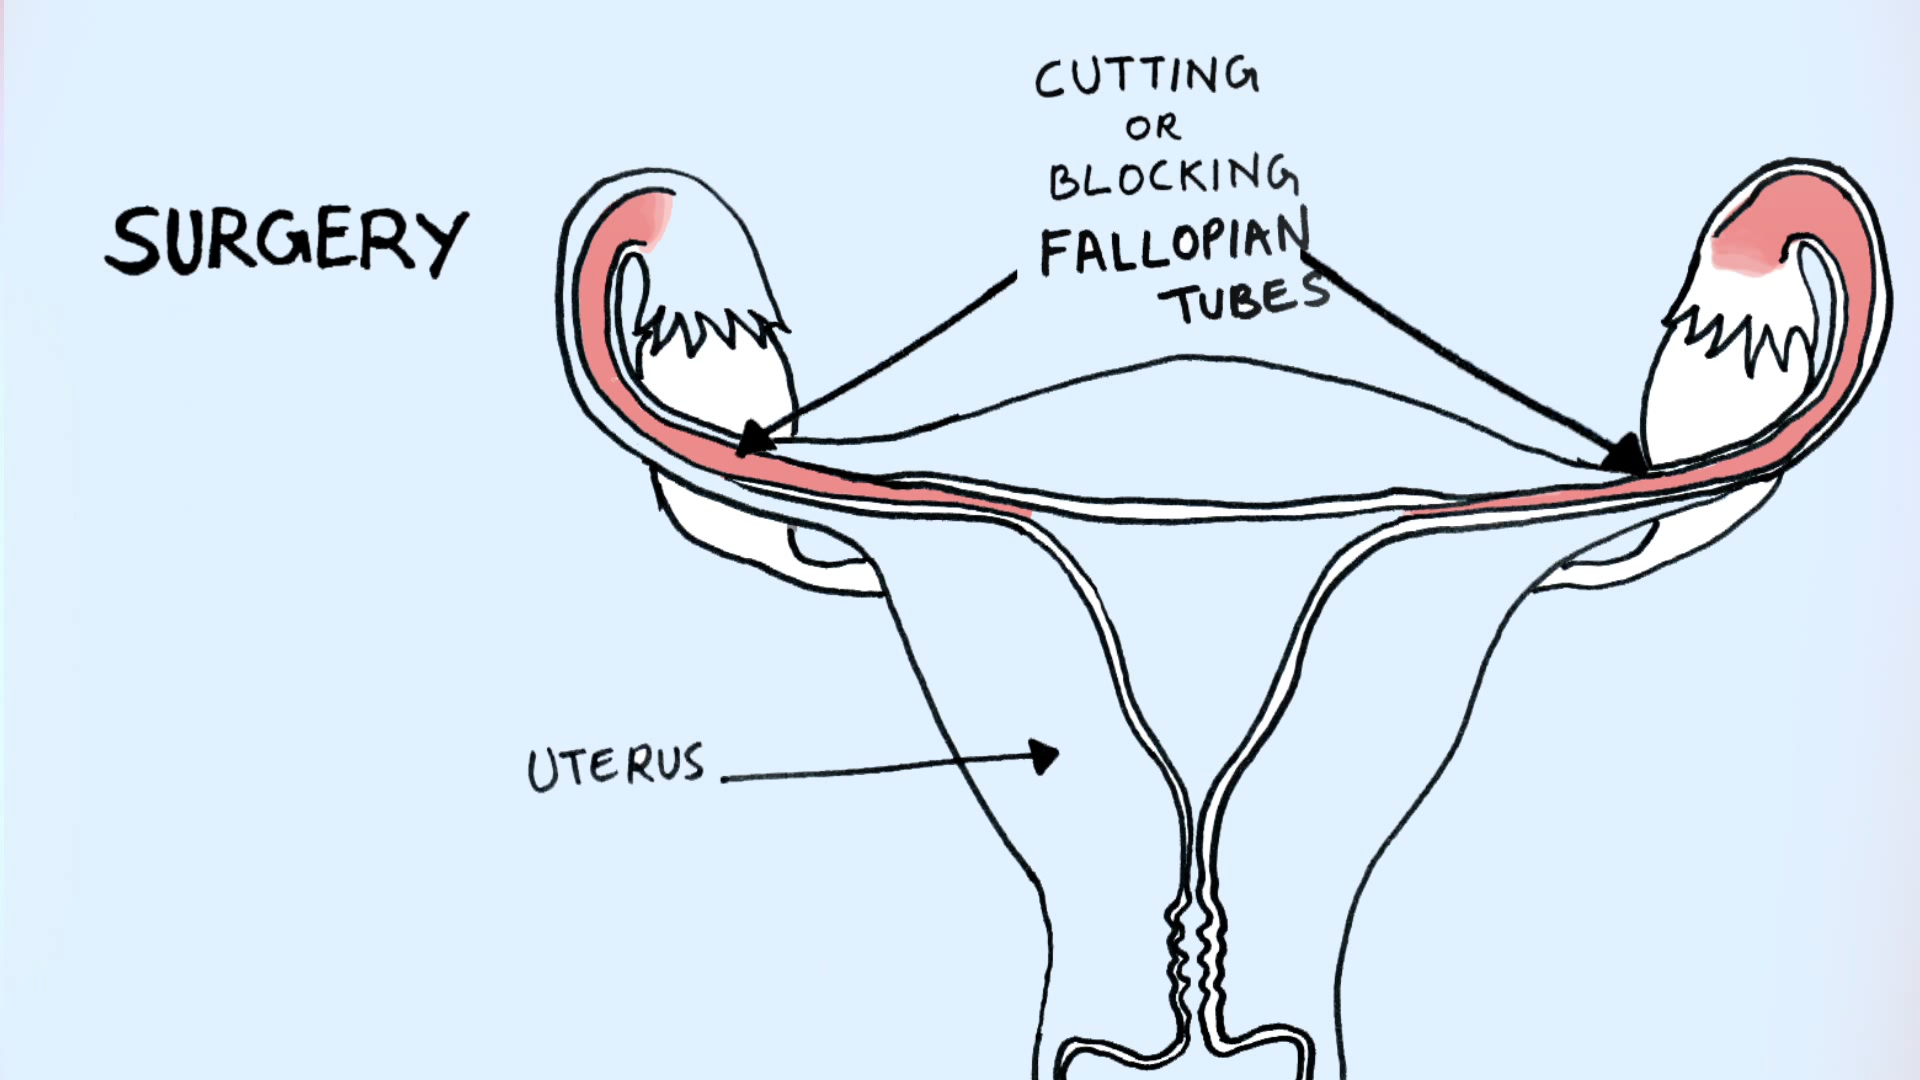 SURGERY
CUTTING
OR
BLOCKING
FALLOPIAN
TUBES
UTERUS